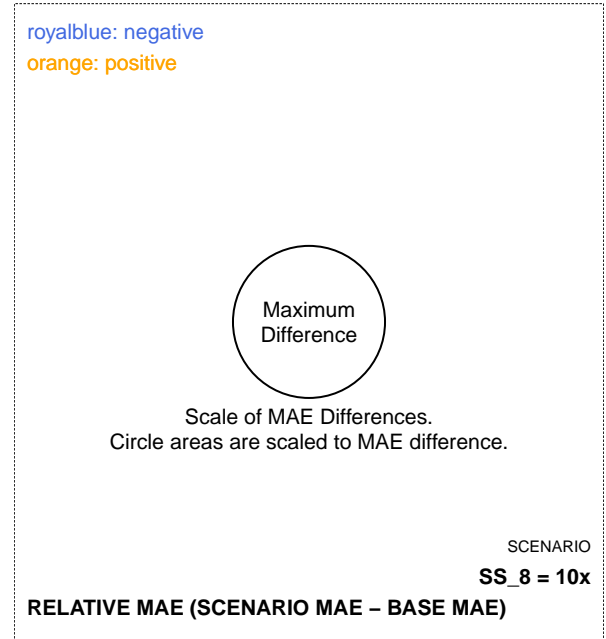 royalblue: negative
orange: positive
Maximum
Difference
Scale of MAE Differences.
Circle areas are scaled to MAE difference.
SCENARIO
SS_8 = 10x
RELATIVE MAE (SCENARIO MAE – BASE MAE)